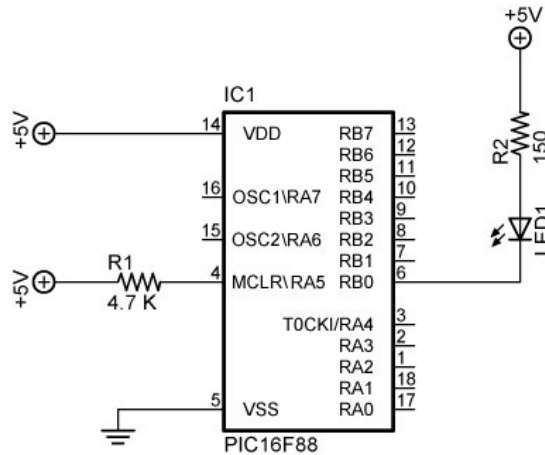 +5V
IC1
+5V
14
VDD
RB7
13
RB6
12
RB5
11
16
OSC1\RA7
RB4
10
RB3
9
15
OSC2\RA6
RB2
8
RB1
7
+5V
R1
4.7 K
4
MCLR\RA5
RB0
6
T0CKI/RA4
3
RA3
2
RA2
1
RA1
18
5
VSS
RA0
17
PIC16F88
R2
150
LED1